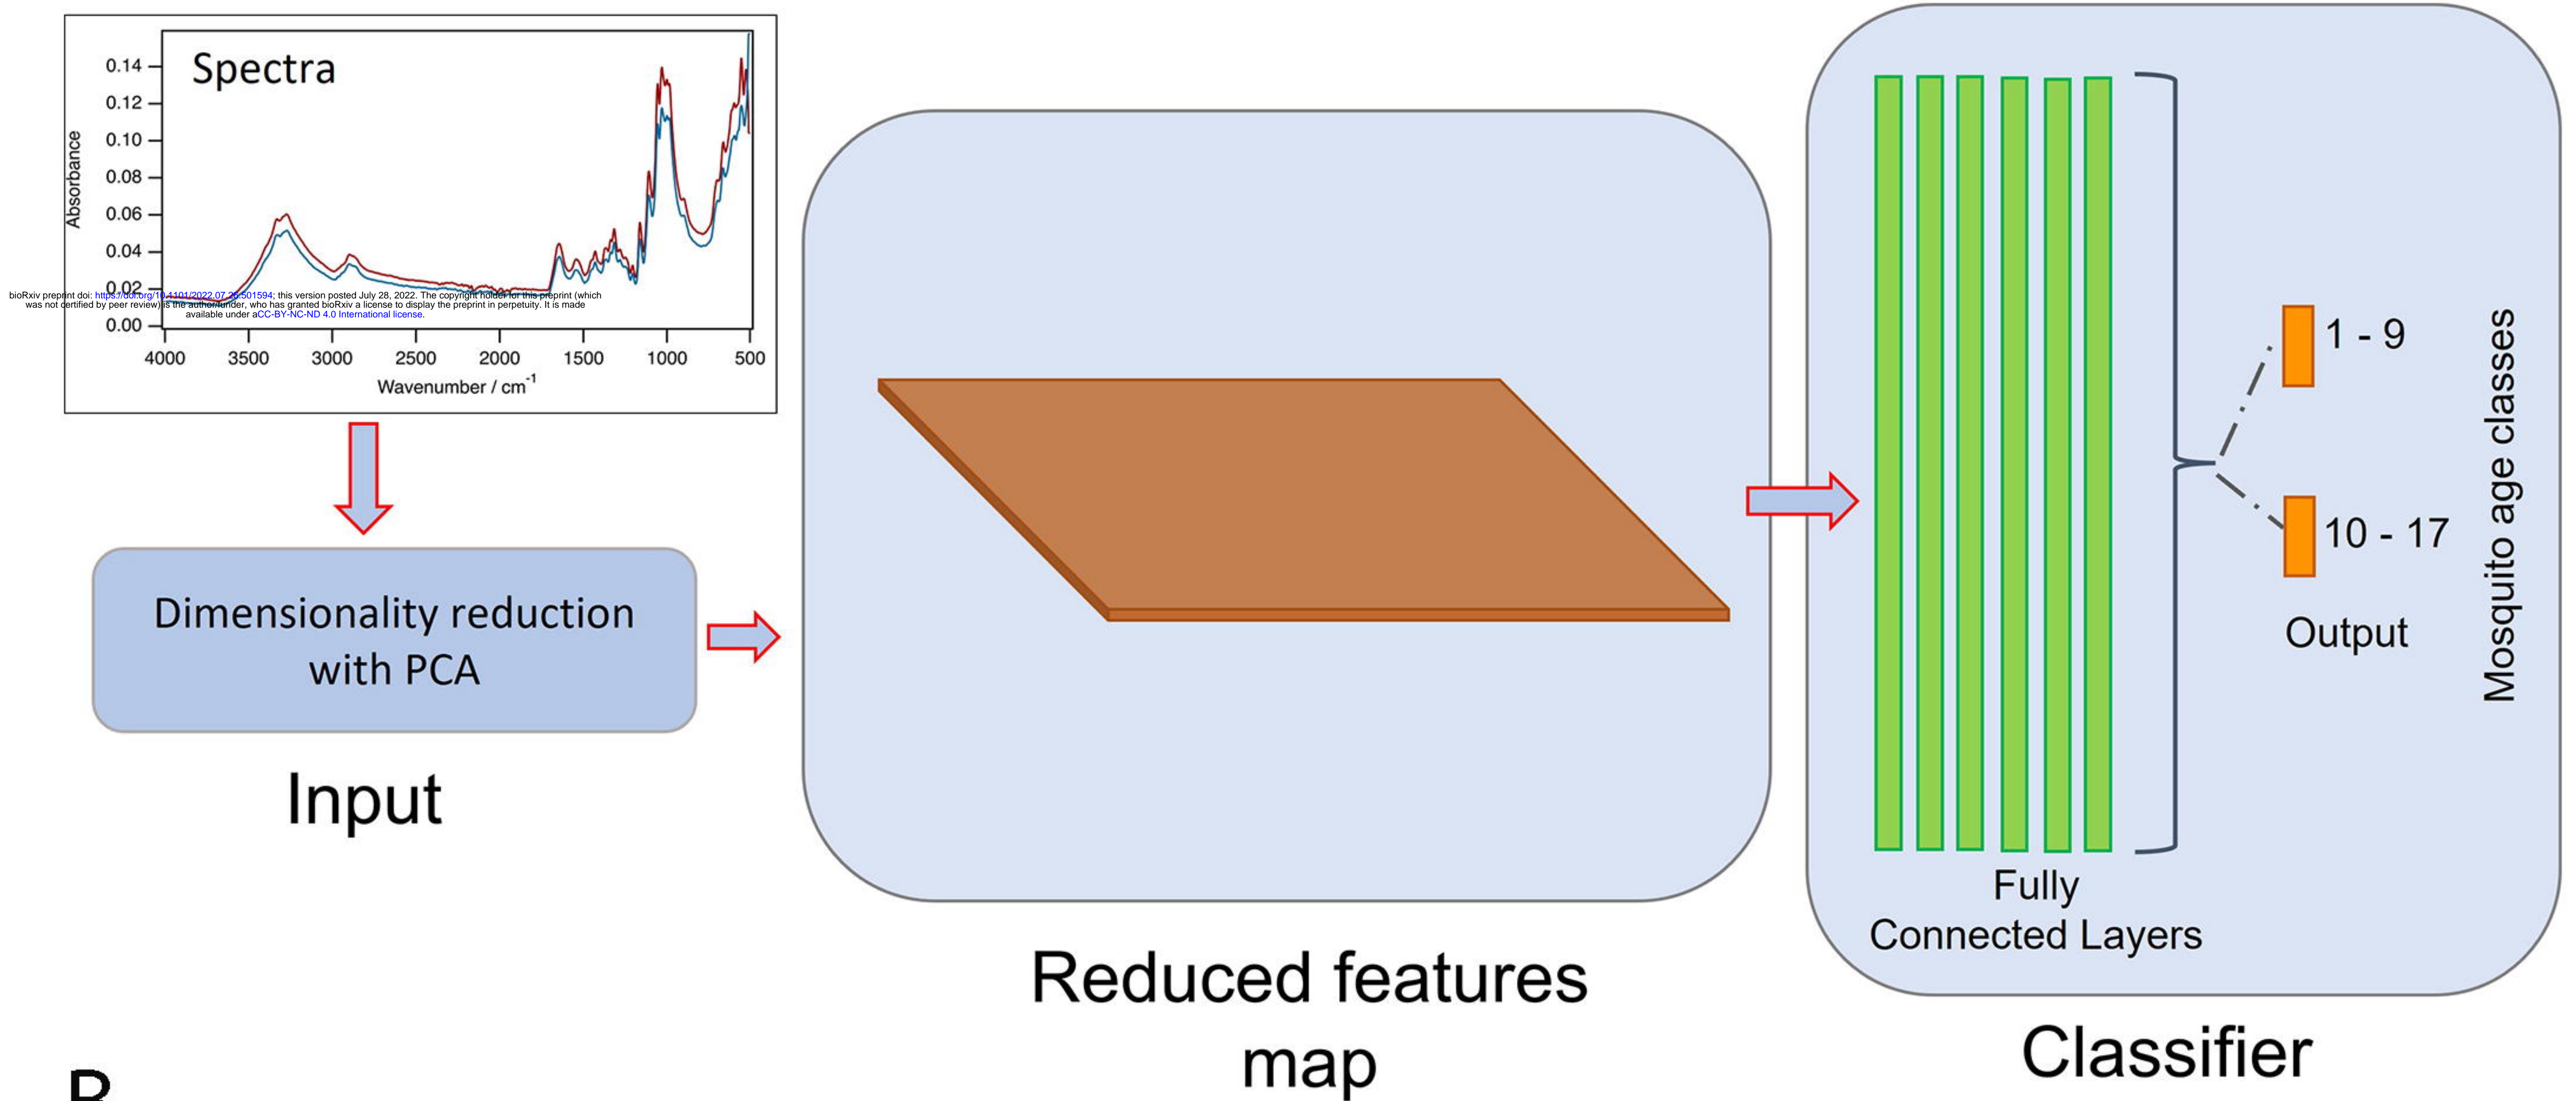 Spectra
Absorbance
0.14
0.12
0.10
0.08
0.06
0.04
0.02
0.00
bioRxiv preprint doi: https://doi.org/10.1101/2022.07.26.501594; this version posted July 28, 2022. The copyright holder for this preprint (which
was not certified by peer review) is the author/funder, who has granted bioRxiv a license to display the preprint in perpetuity. It is made
available under aCC-BY-NC-ND 4.0 International license.
4000 3500 3000 2500 2000 1500 1000 500
Wavenumber / cm-1
Dimensionality reduction
with PCA
Input
Reduced features
map
Fully
Connected Layers
1 - 9
10 - 17
Output
Mosquito age classes
Classifier
B